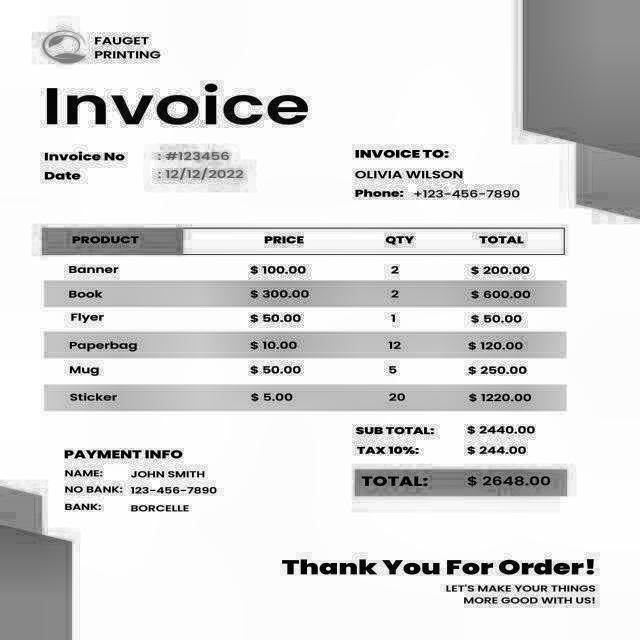 FAUGET
PRINTING
Invoice
Invoice No : #123456
Date : 12/12/2022
INVOICE TO:
OLIVIA WILSON
Phone: +123-456-7890
PRODUCT PRICE QTY TOTAL
Banner $ 100.00 2 $ 200.00
Book $ 300.00 2 $ 600.00
Flyer $ 50.00 1 $ 50.00
Paperbag $ 10.00 12 $ 120.00
Mug $ 50.00 5 $ 250.00
Sticker $ 5.00 20 $ 1220.00
SUB TOTAL: $ 2440.00
TAX 10%: $ 244.00
TOTAL: $ 2648.00
PAYMENT INFO
NAME: JOHN SMITH
NO BANK: 123-456-7890
BANK: BORCELLE
Thank You For Order!
LET'S MAKE YOUR THINGS
MORE GOOD WITH US!